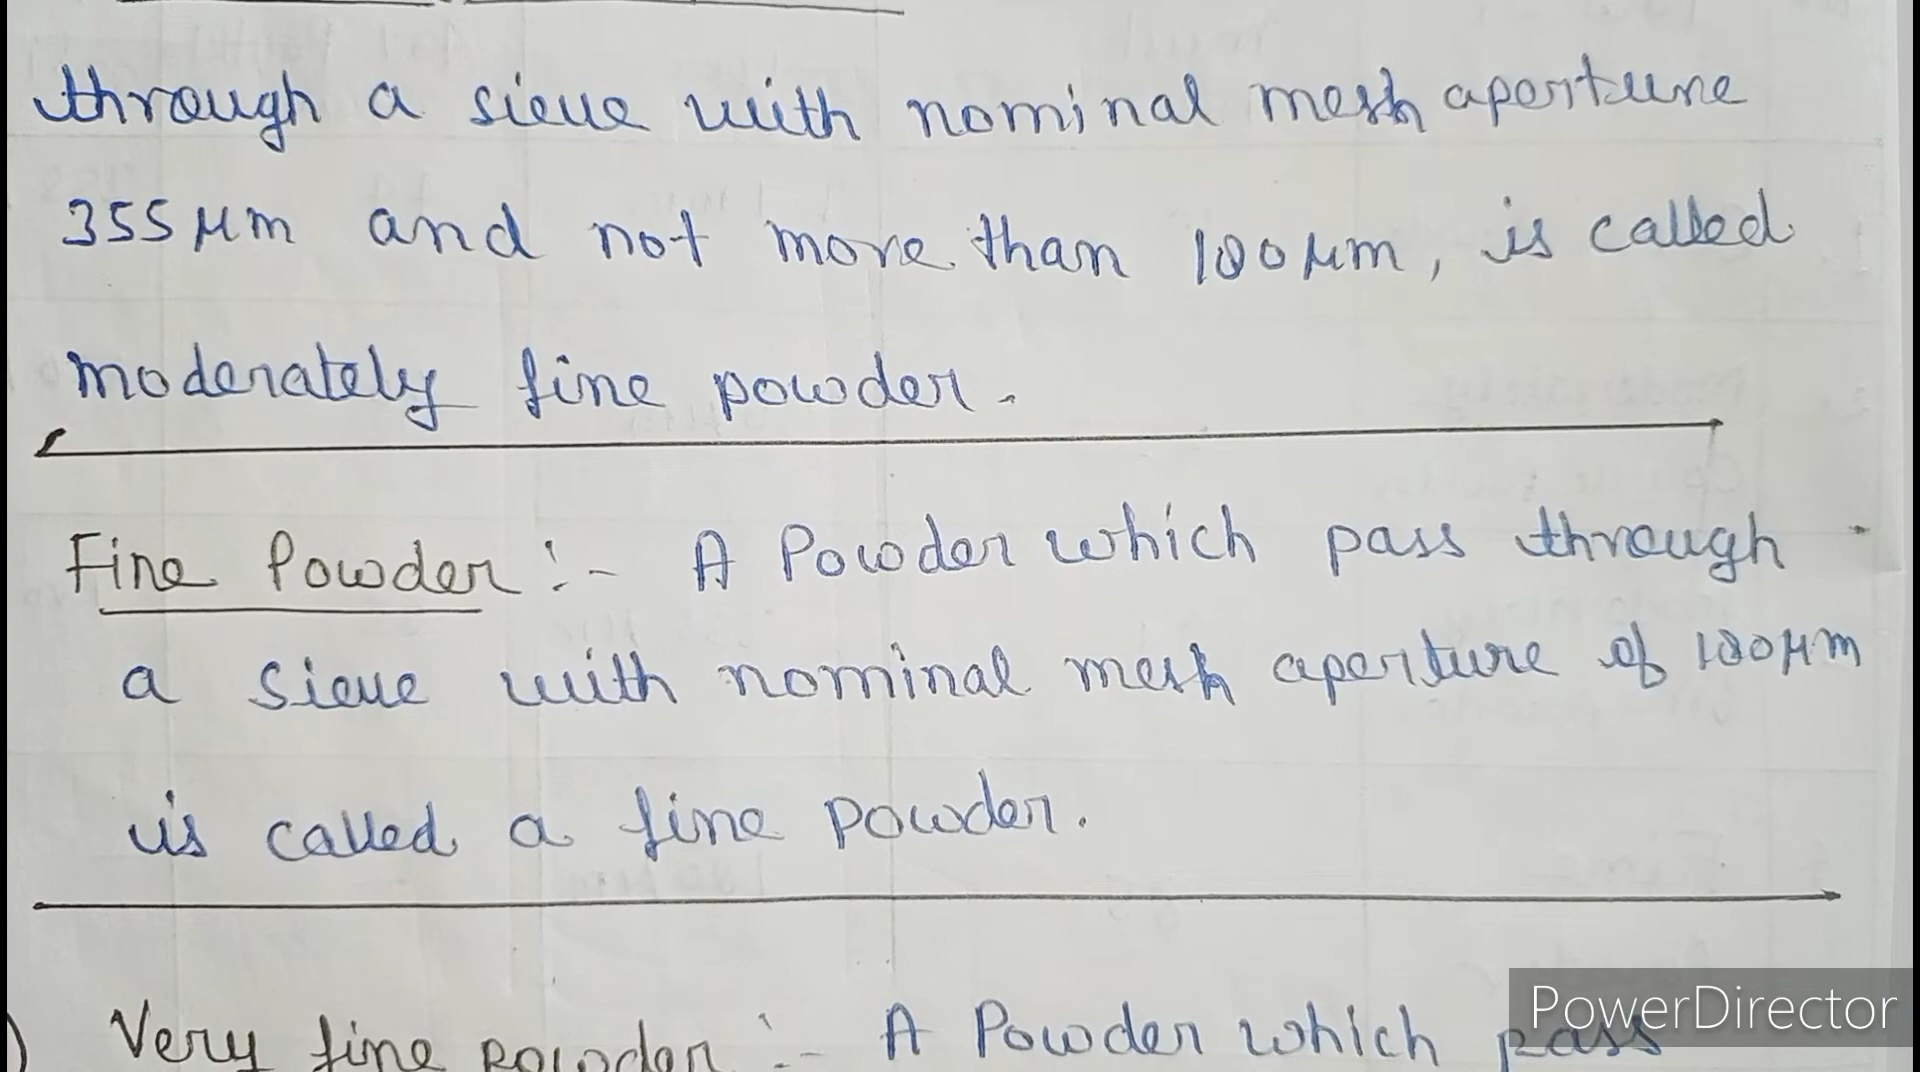 through a sieve with nominal mesh aperture
355 μm and not more than 180 μm, is called
moderately fine powder.
Fine Powder :- A Powder which pass through
a sieve with nominal mesh aperture of 180 μm
is called a fine powder.
Very fine powder :- A Powder which pass
PowerDirector